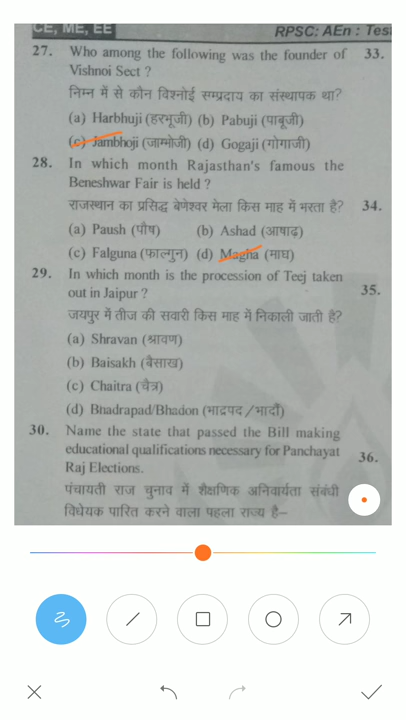 CE, ME, EE
RPSC: AEn : Test
27. Who among the following was the founder of
Vishnoi Sect ?
निम्न में से कौन विश्नोई सम्प्रदाय का संस्थापक था?
(a) Harbhuji (हरभूजी) (b) Pabuji (पाबूजी)
(c) Jambhoji (जाम्भोजी) (d) Gogaji (गोगाजी)
28. In which month Rajasthan's famous the
Beneshwar Fair is held ?
राजस्थान का प्रसिद्ध बेणेश्वर मेला किस माह में भरता है?
(a) Paush (पौष) (b) Ashad (आषाढ़)
(c) Falguna (फाल्गुन) (d) Magha (माघ)
29. In which month is the procession of Teej taken
out in Jaipur ?
जयपुर में तीज की सवारी किस माह में निकाली जाती है?
(a) Shravan (श्रावण)
(b) Baisakh (बैसाख)
(c) Chaitra (चैत्र)
(d) Bhadrapad/Bhadon (भाद्रपद/भादौं)
30. Name the state that passed the Bill making
educational qualifications necessary for Panchayat
Raj Elections.
पंचायती राज चुनाव में शैक्षणिक अनिवार्यता संबंधी
विधेयक पारित करने वाला पहला राज्य है–
33.
34.
35.
36.